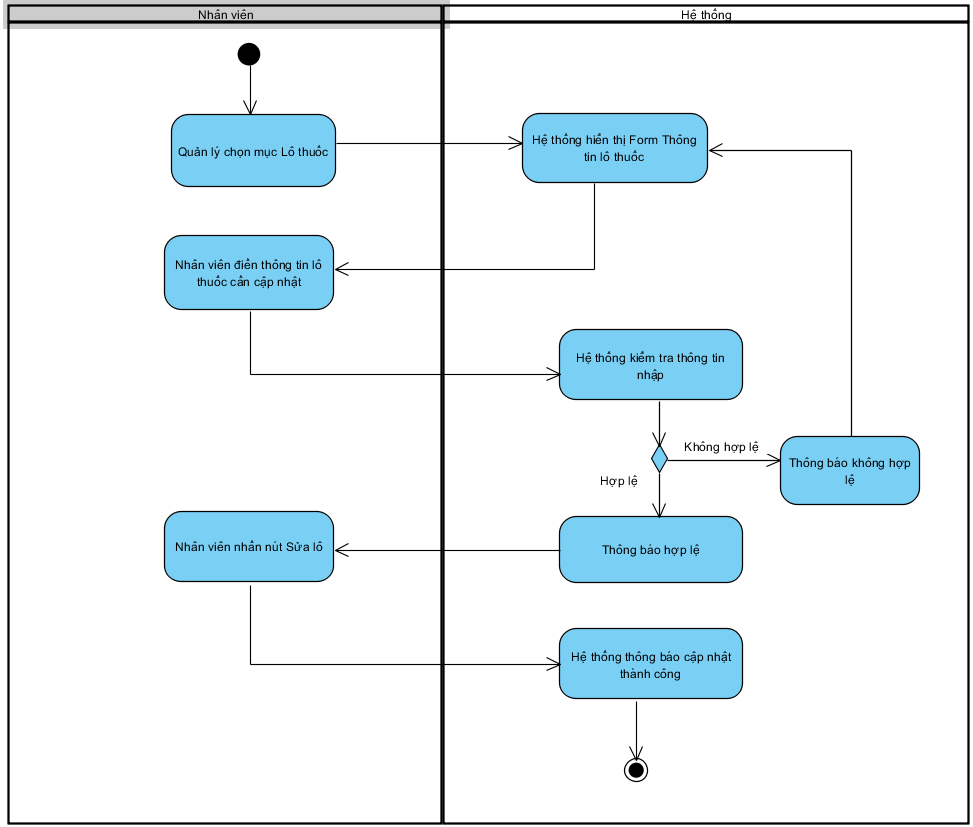 Nhân viên
Hệ thống
Quản lý chọn mục Lô thuốc
Hệ thống hiển thị Form Thông
tin lô thuốc
Nhân viên điền thông tin lô
thuốc cần cập nhật
Hệ thống kiểm tra thông tin
nhập
Không hợp lệ
Thông báo không hợp
lệ
Hợp lệ
Nhân viên nhấn nút Sửa lô
Thông báo hợp lệ
Hệ thống thông báo cập nhật
thành công